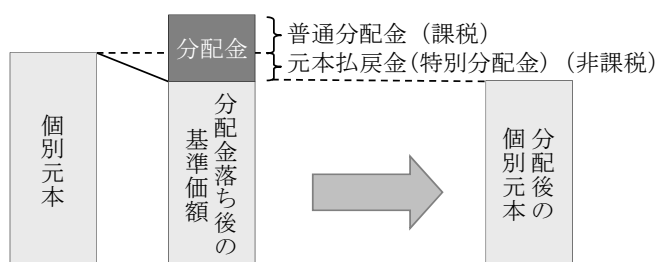 分配金
普通分配金（課税）
元本払戻金（特別分配金）（非課税）
個別元本
分配金落ち後の
基準価額
分配後の
個別元本